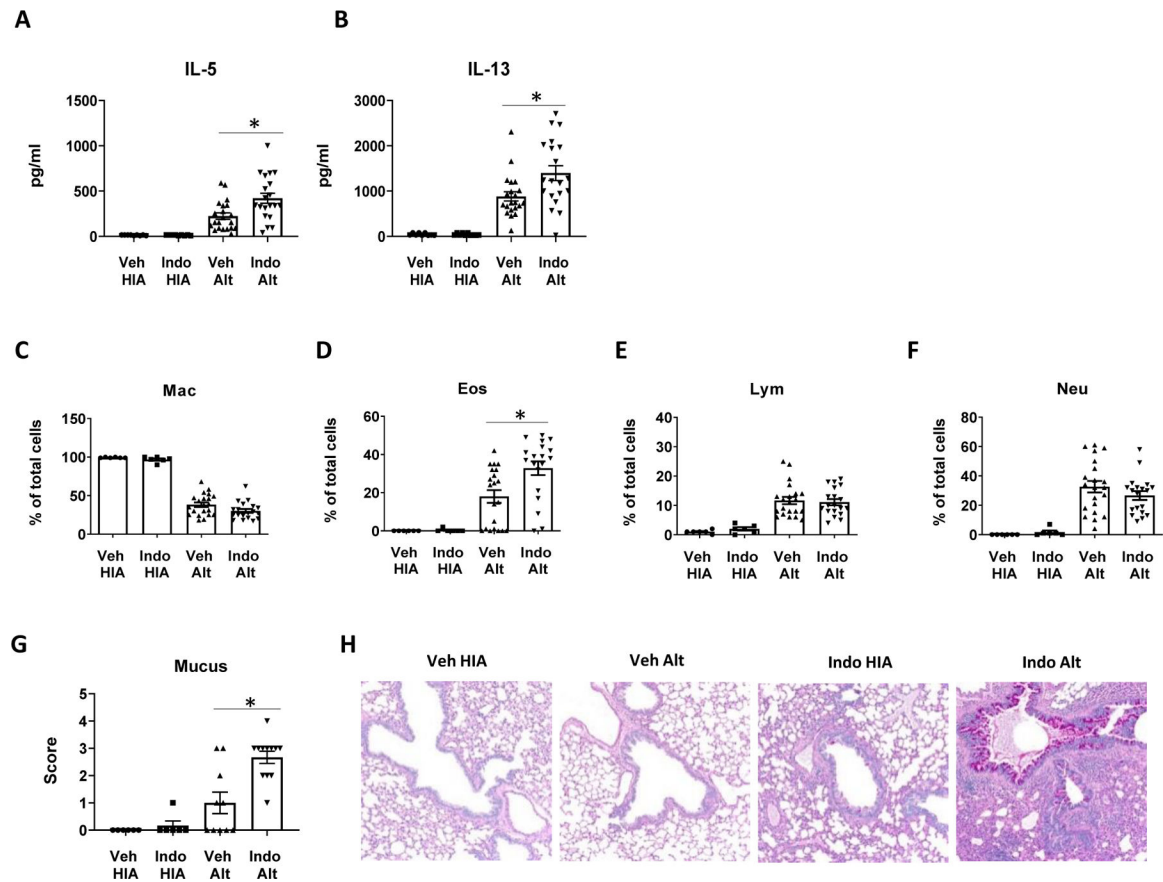 A
B
IL-5
IL-13
1500
1000
500
0
pg/ml
*
Veh HIA
Indo HIA
Veh Alt
Indo Alt
3000
2000
1000
0
pg/ml
*
Veh HIA
Indo HIA
Veh Alt
Indo Alt
C
D
E
F
Mac
150
100
50
0
% of total cells
Veh HIA
Indo HIA
Veh Alt
Indo Alt
Eos
60
40
20
0
% of total cells
*
Veh HIA
Indo HIA
Veh Alt
Indo Alt
Lym
40
30
20
10
0
% of total cells
Veh HIA
Indo HIA
Veh Alt
Indo Alt
Neu
80
60
40
20
0
% of total cells
Veh HIA
Indo HIA
Veh Alt
Indo Alt
G
Mucus
5
4
3
2
1
0
Score
*
Veh HIA
Indo HIA
Veh Alt
Indo Alt
H
Veh HIA
Veh Alt
Indo HIA
Indo Alt